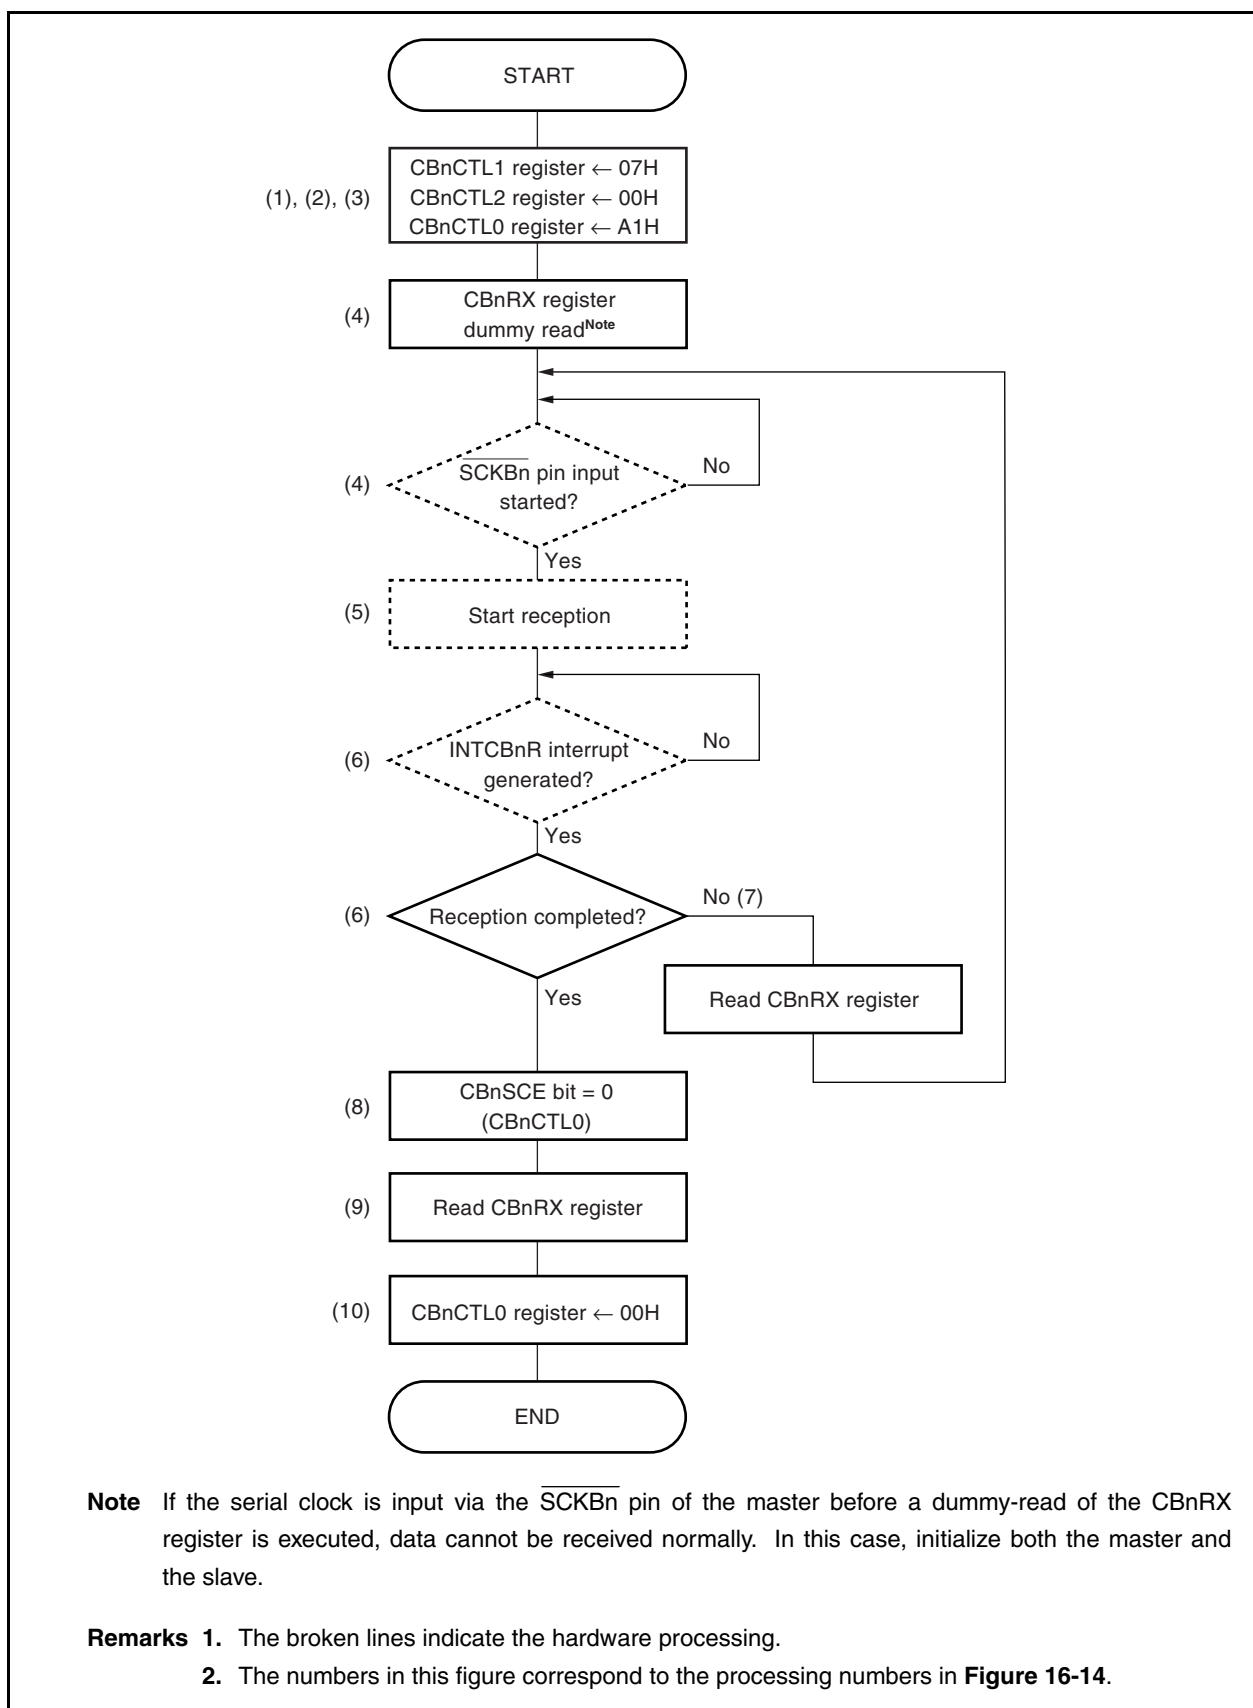 START
(1), (2), (3)
CBnCTL1 register ← 07H
CBnCTL2 register ← 00H
CBnCTL0 register ← A1H
(4)
CBnRX register
dummy readNote
(4)
SCKBn pin input
started?
No
Yes
(5)
Start reception
(6)
INTCBnR interrupt
generated?
No
Yes
(6)
Reception completed?
No (7)
Yes
Read CBnRX register
(8)
CBnSCE bit = 0
(CBnCTL0)
(9)
Read CBnRX register
(10)
CBnCTL0 register ← 00H
END
Note If the serial clock is input via the SCKBn pin of the master before a dummy-read of the CBnRX
register is executed, data cannot be received normally. In this case, initialize both the master and
the slave.
Remarks 1. The broken lines indicate the hardware processing.
2. The numbers in this figure correspond to the processing numbers in Figure 16-14.